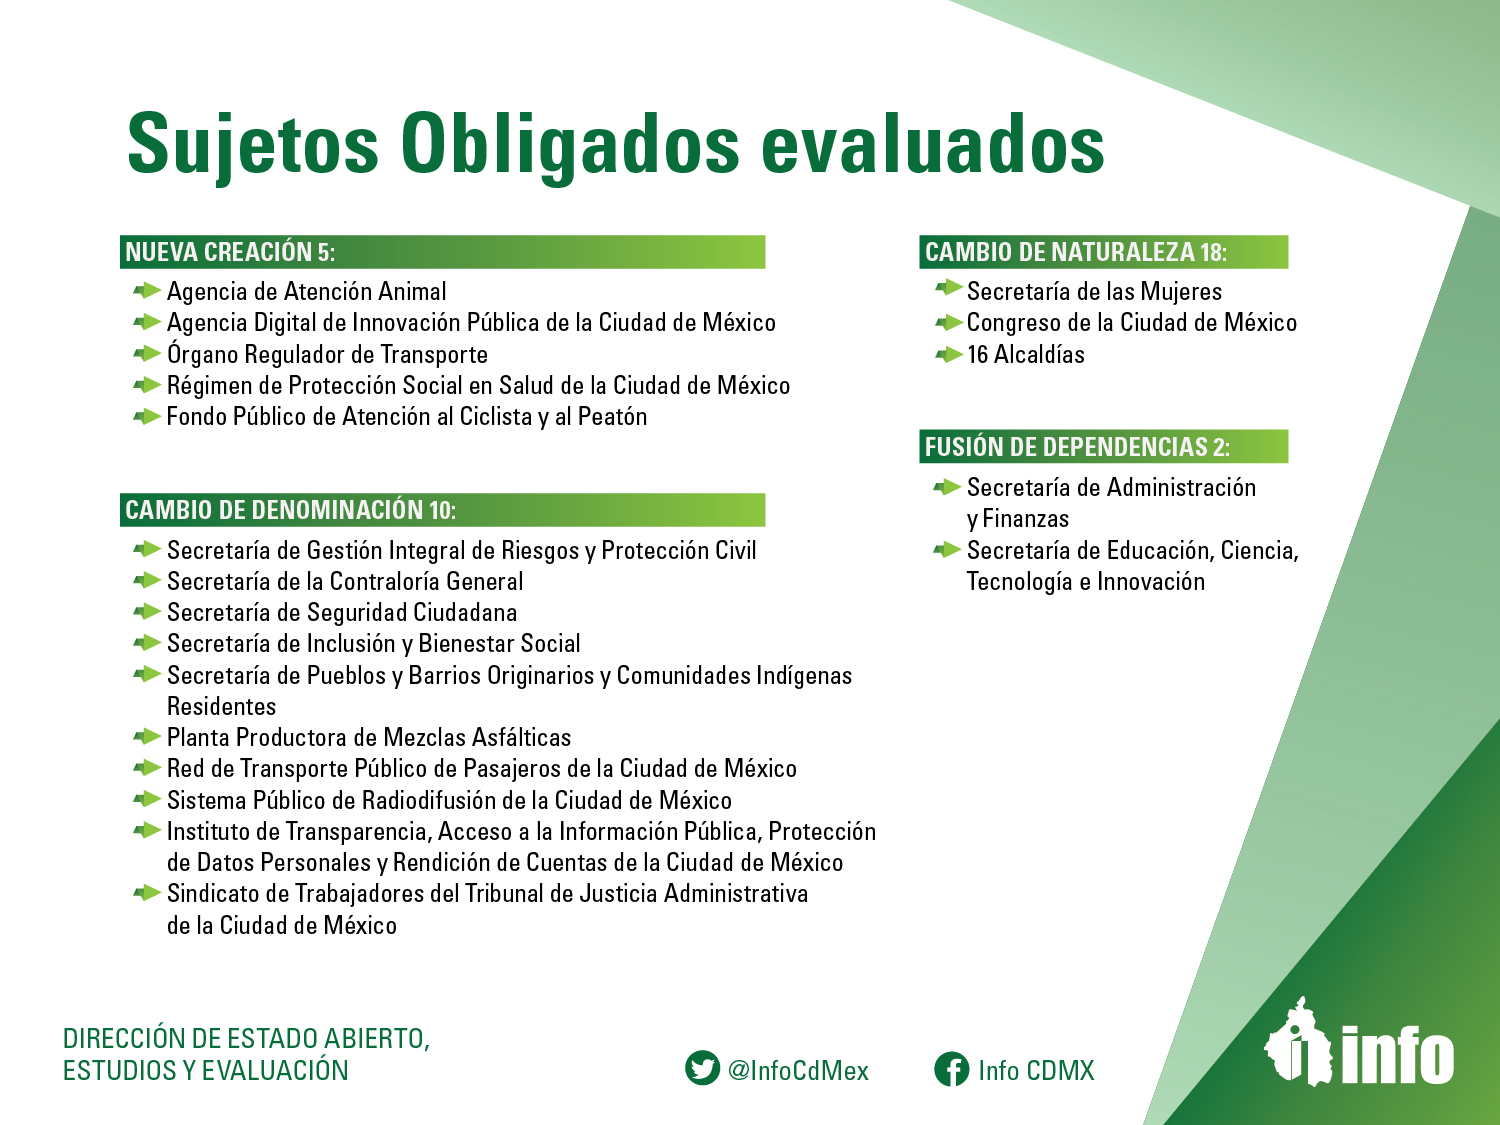 Sujetos Obligados evaluados
NUEVA CREACIÓN 5:
Agencia de Atención Animal
Agencia Digital de Innovación Pública de la Ciudad de México
Órgano Regulador de Transporte
Régimen de Protección Social en Salud de la Ciudad de México
Fondo Público de Atención al Ciclista y al Peatón
CAMBIO DE DENOMINACIÓN 10:
Secretaría de Gestión Integral de Riesgos y Protección Civil
Secretaría de la Contraloría General
Secretaría de Seguridad Ciudadana
Secretaría de Inclusión y Bienestar Social
Secretaría de Pueblos y Barrios Originarios y Comunidades Indígenas
Residentes
Planta Productora de Mezclas Asfálticas
Red de Transporte Público de Pasajeros de la Ciudad de México
Sistema Público de Radiodifusión de la Ciudad de México
Instituto de Transparencia, Acceso a la Información Pública, Protección
de Datos Personales y Rendición de Cuentas de la Ciudad de México
Sindicato de Trabajadores del Tribunal de Justicia Administrativa
de la Ciudad de México
CAMBIO DE NATURALEZA 18:
Secretaría de las Mujeres
Congreso de la Ciudad de México
16 Alcaldías
FUSIÓN DE DEPENDENCIAS 2:
Secretaría de Administración
y Finanzas
Secretaría de Educación, Ciencia,
Tecnología e Innovación
DIRECCIÓN DE ESTADO ABIERTO,
ESTUDIOS Y EVALUACIÓN
@InfoCdMex
Info CDMX
info